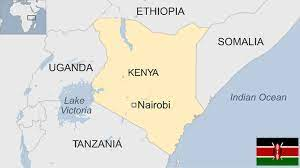 ETHIOPIA
SOMALIA
UGANDA
KENYA
Nairobi
Lake
Victoria
Indian Ocean
TANZANIA